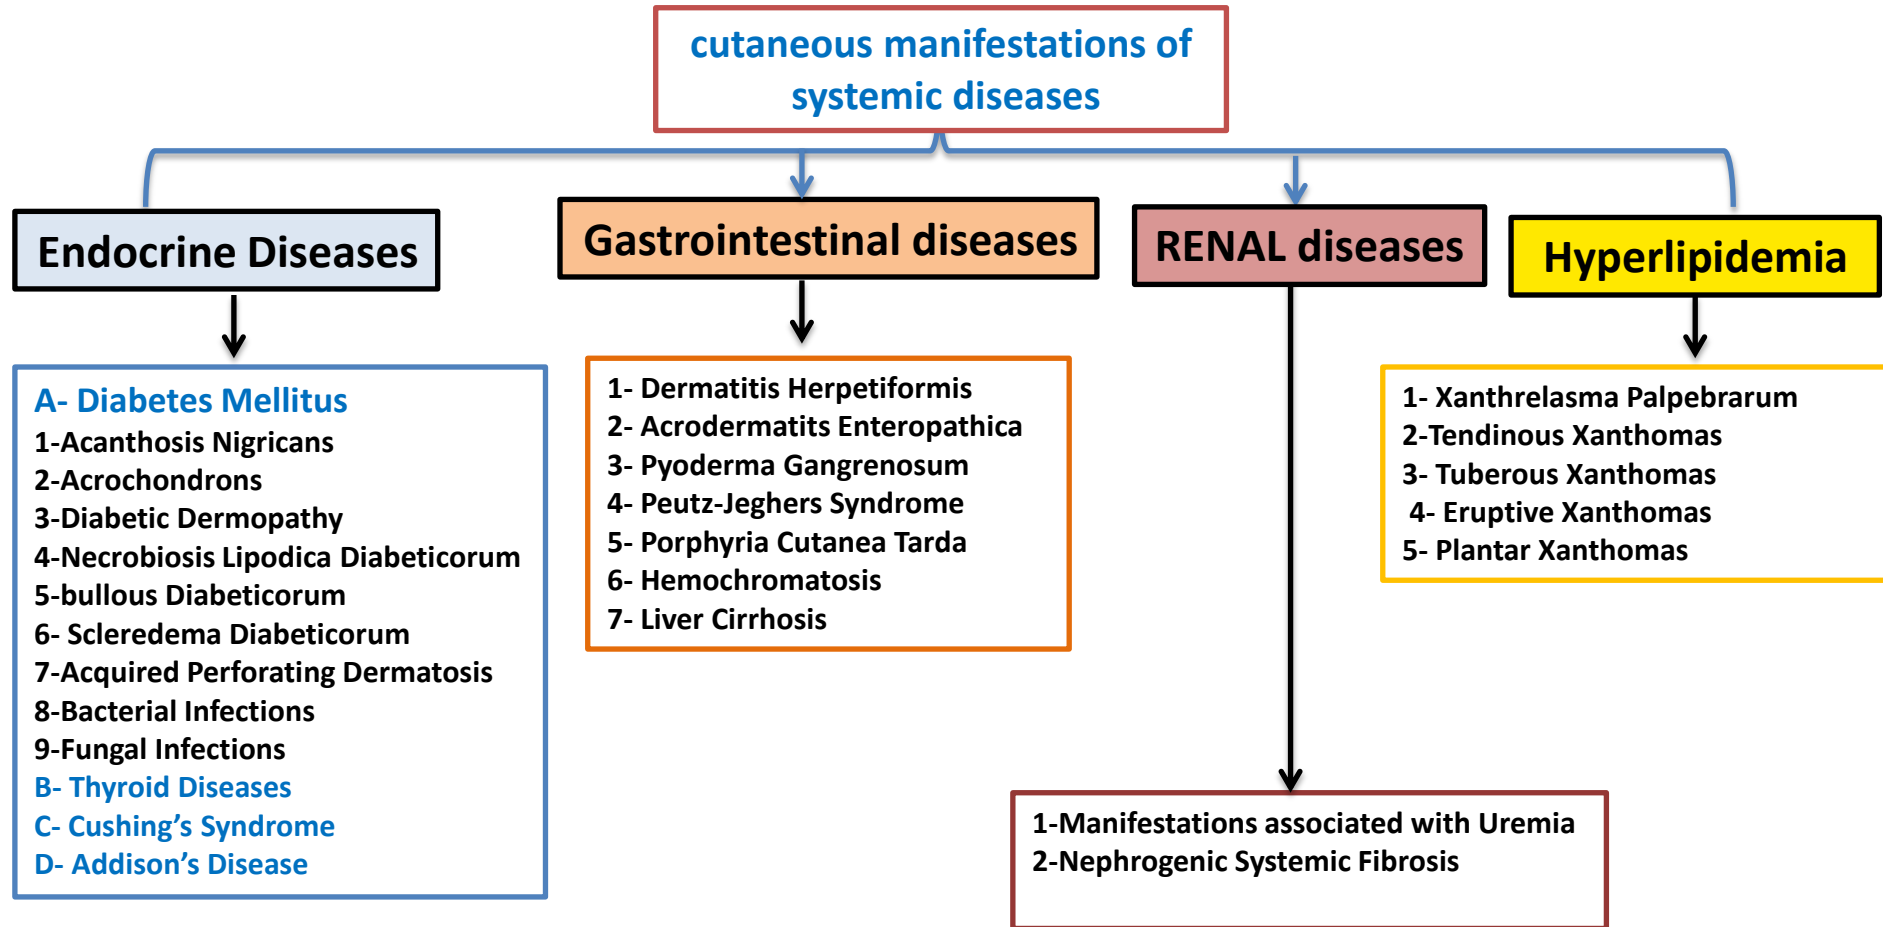 cutaneous manifestations of
systemic diseases
Endocrine Diseases
A- Diabetes Mellitus
1-Acanthosis Nigricans
2-Acrochondrons
3-Diabetic Dermopathy
4-Necrobiosis Lipodica Diabeticorum
5-bullous Diabeticorum
6- Scleredema Diabeticorum
7-Acquired Perforating Dermatosis
8-Bacterial Infections
9-Fungal Infections
B- Thyroid Diseases
C- Cushing’s Syndrome
D- Addison’s Disease
Gastrointestinal diseases
1- Dermatitis Herpetiformis
2- Acrodermatits Enteropathica
3- Pyoderma Gangrenosum
4- Peutz-Jeghers Syndrome
5- Porphyria Cutanea Tarda
6- Hemochromatosis
7- Liver Cirrhosis
RENAL diseases
1-Manifestations associated with Uremia
2-Nephrogenic Systemic Fibrosis
Hyperlipidemia
1- Xanthrelasma Palpebrarum
2-Tendinous Xanthomas
3- Tuberous Xanthomas
4- Eruptive Xanthomas
5- Plantar Xanthomas